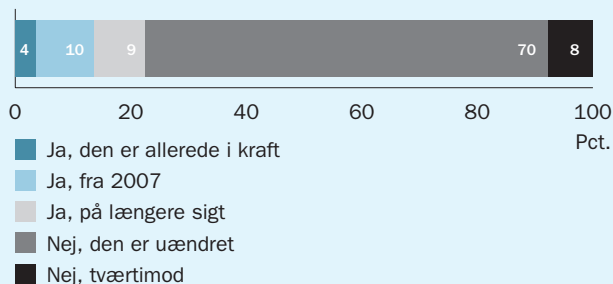 4 10 9 70 8
0 20 40 60 80 100
Pct.
Ja, den er allerede i kraft
Ja, fra 2007
Ja, på længere sigt
Nej, den er uændret
Nej, tværtimod